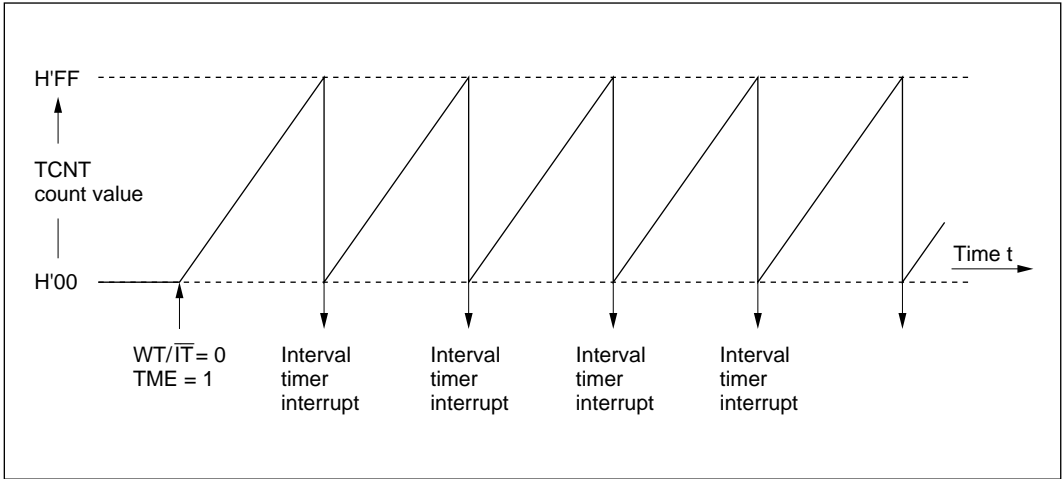 H'FF
TCNT
count value
H'00
Time t
WT/I̅T̅ = 0
TME = 1
Interval
timer
interrupt
Interval
timer
interrupt
Interval
timer
interrupt
Interval
timer
interrupt